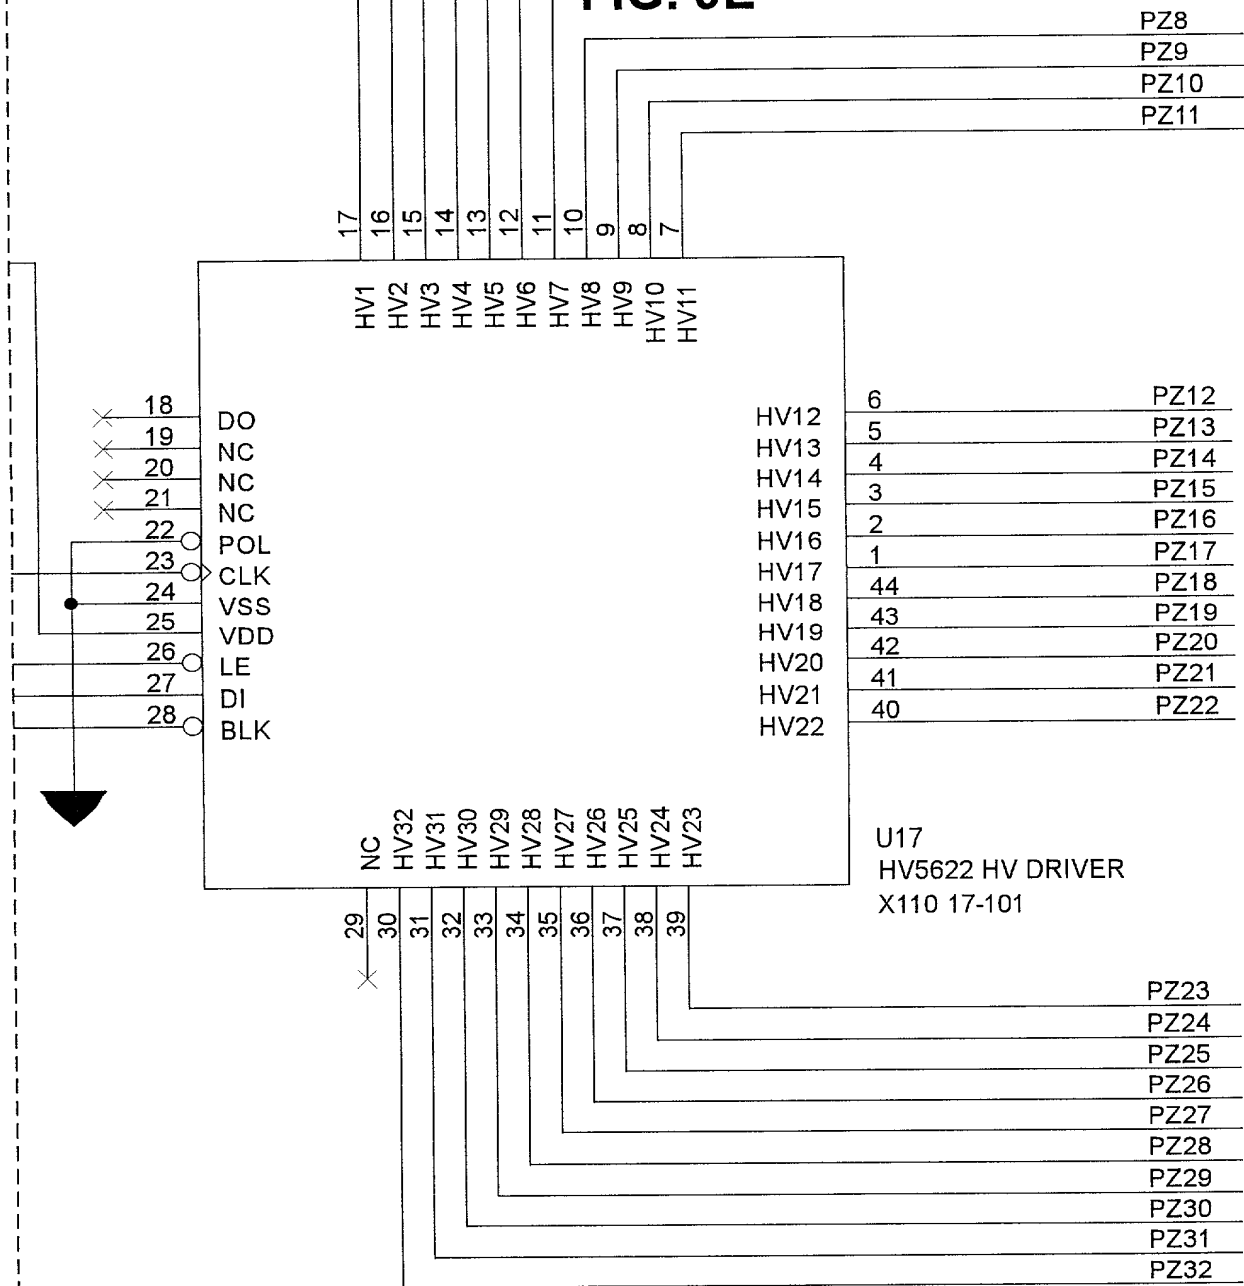 PZ8
PZ9
PZ10
PZ11
17 16 15 14 13 12 11 10 9 8 7
HV1 HV2 HV3 HV4 HV5 HV6 HV7 HV8 HV9 HV10 HV11
18 DO
19 NC
20 NC
21 NC
22 POL
23 CLK
24 VSS
25 VDD
26 LE
27 DI
28 BLK
HV12 6 PZ12
HV13 5 PZ13
HV14 4 PZ14
HV15 3 PZ15
HV16 2 PZ16
HV17 1 PZ17
HV18 44 PZ18
HV19 43 PZ19
HV20 42 PZ20
HV21 41 PZ21
HV22 40 PZ22
NC HV32 HV31 HV30 HV29 HV28 HV27 HV26 HV25 HV24 HV23
29 30 31 32 33 34 35 36 37 38 39
U17
HV5622 HV DRIVER
X110 17-101
PZ23
PZ24
PZ25
PZ26
PZ27
PZ28
PZ29
PZ30
PZ31
PZ32